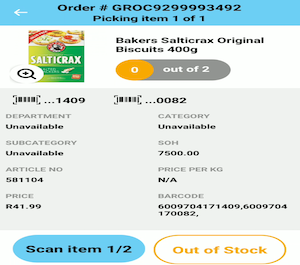 Order # GROC9299993492
Picking item 1 of 1
Bakers Salticrax Original
Biscuits 400g
SALTICRAX
0 out of 2
...1409 ...0082
DEPARTMENT CATEGORY
Unavailable Unavailable
SUBCATEGORY SOH
Unavailable 7500.00
ARTICLE NO PRICE PER KG
581104 N/A
PRICE BARCODE
R41.99 6009704171409,6009704
170082,
Scan item 1/2 Out of Stock